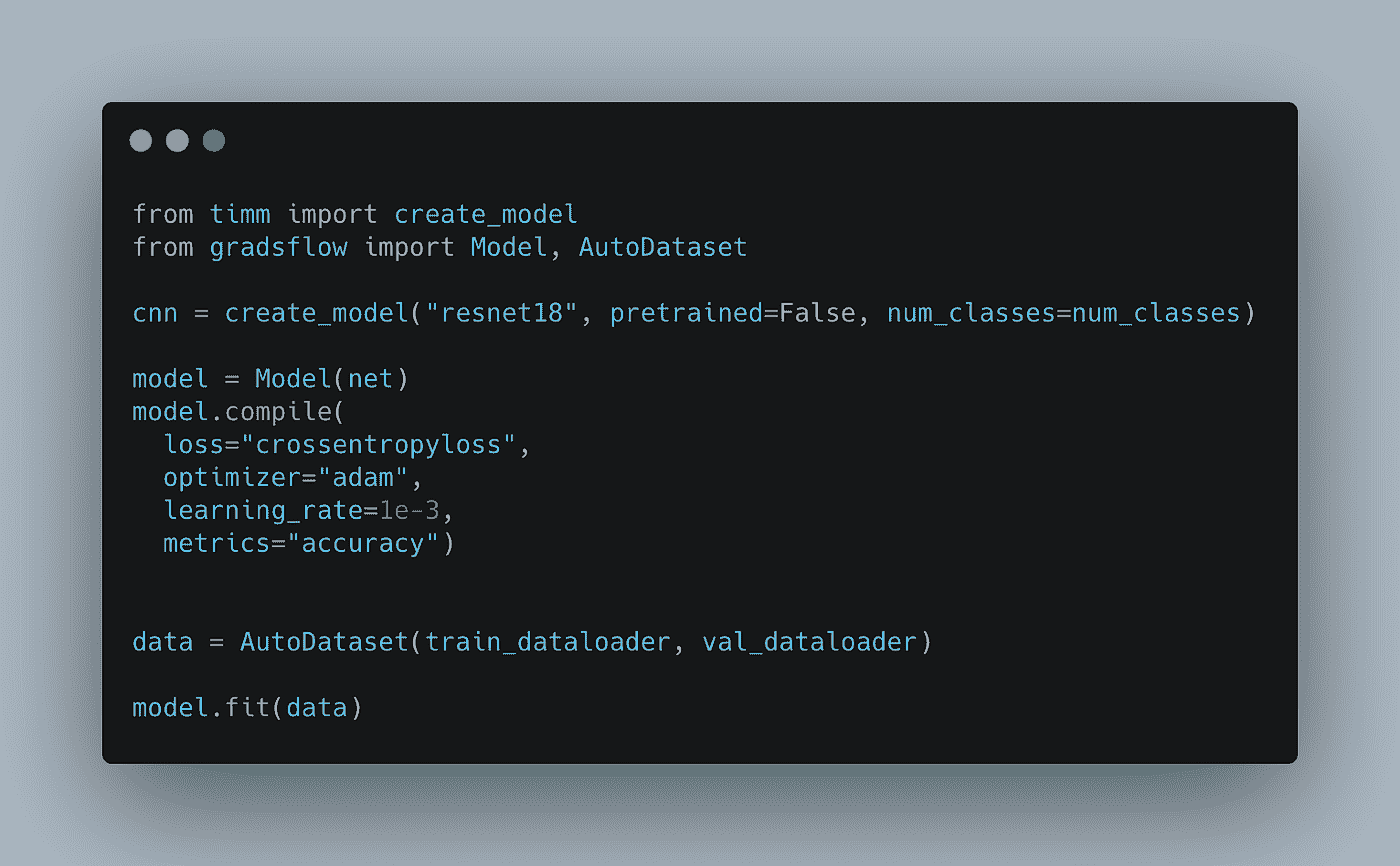 from timm import create_model
from gradsflow import Model, AutoDataset
cnn = create_model("resnet18", pretrained=False, num_classes=num_classes)
model = Model(net)
model.compile(
  loss="crossentropyloss",
  optimizer="adam",
  learning_rate=1e-3,
  metrics="accuracy")
data = AutoDataset(train_dataloader, val_dataloader)
model.fit(data)